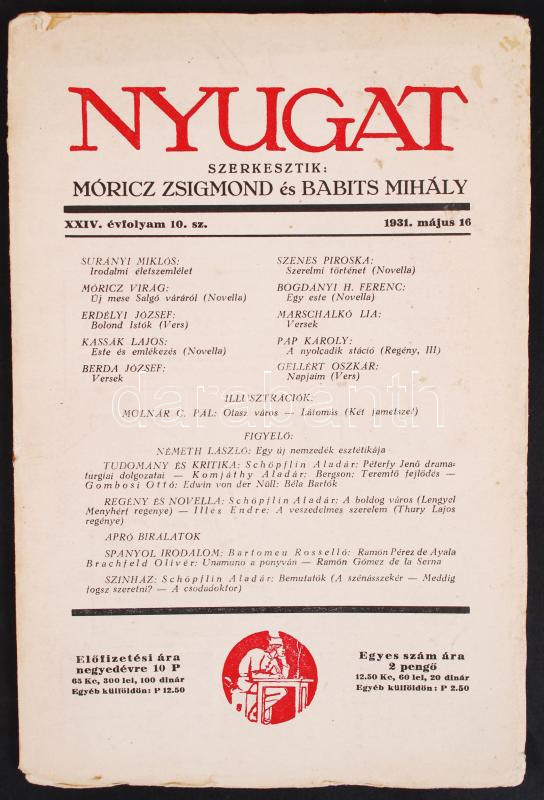 NYUGAT
SZERKESZTIK:
MÓRICZ ZSIGMOND és BABITS MIHÁLY
XXIV. évfolyam 10. sz.
1931. május 16
SURÁNYI MIKLÓS:
Irodalmi életszemlélet
MÓRICZ VIRÁG:
Új mese Salgó váráról (Novella)
ERDÉLYI JÓZSEF:
Bolond Istók (Vers)
KASSÁK LAJOS:
Este és emlékezés (Novella)
BERDA JÓZSEF:
Versek
SZENES PIROSKA:
Szerelmi történet (Novella)
BOGDÁNYI H. FERENC:
Egy este (Novella)
MARSCHALKÓ LIA:
Versek
PAP KÁROLY:
A nyolcadik stáció (Regény, III)
GELLÉRT OSZKÁR:
Napjaim (Vers)
ILLUSZTRÁCIÓK:
MOLNÁR C. PÁL: Olasz város — Látomás (Két fametszet)
FIGYELŐ:
NÉMETH LÁSZLÓ: Egy új nemzedék esztétikája
TUDOMÁNY ÉS KRITIKA: Schöpflin Aladár: Péterfy Jenő drama-
turgiai dolgozatai — Komjáthy Aladár: Bergson: Teremtő fejlődés —
Gombosi Ottó: Edwin von der Nüll: Béla Bartók
REGÉNY ÉS NOVELLA: Schöpflin Aladár: A boldog város (Lengyel
Menyhért regénye) — Illés Endre: A veszedelmes szerelem (Thury Lajos
regénye)
APRÓ BIRÁLATOK
SPANYOL IRODALOM: Bartomeu Rosselló: Ramón Pérez de Ayala
Brachfeld Olivér: Unamuno a ponyván — Ramón Gómez de la Serna
SZINHÁZ: Schöpflin Aladár: Bemutatók (A szénásszekér — Meddig
fogsz szeretni? — A csodadoktor)
Előfizetési ára
negyedévre 10 P
65 Kc, 300 lei, 100 dinár
Egyéb külföldön: P 12.50
Egyes szám ára
2 pengő
12.50 Kc, 60 lei, 20 dinár
Egyéb külföldön: P 2.50
darabanth